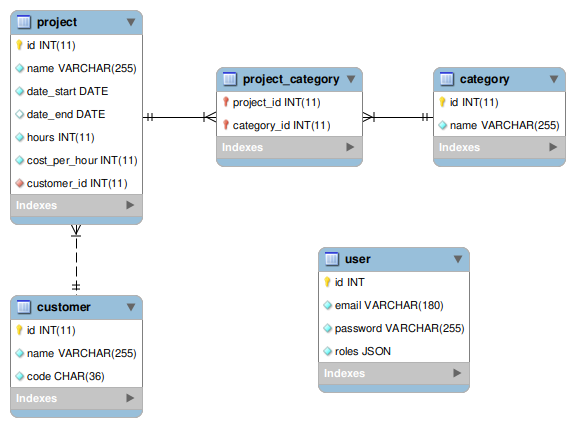 project
id INT(11)
name VARCHAR(255)
date_start DATE
date_end DATE
hours INT(11)
cost_per_hour INT(11)
customer_id INT(11)
Indexes
project_category
project_id INT(11)
category_id INT(11)
Indexes
category
id INT(11)
name VARCHAR(255)
Indexes
customer
id INT(11)
name VARCHAR(255)
code CHAR(36)
Indexes
user
id INT
email VARCHAR(180)
password VARCHAR(255)
roles JSON
Indexes